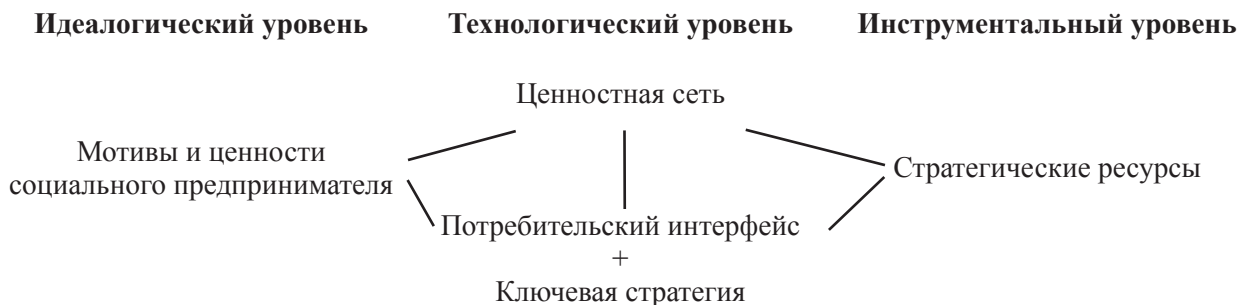 Идеалогический уровень Технологический уровень Инструментальный уровень
Ценностная сеть
Мотивы и ценности
социального предпринимателя
Стратегические ресурсы
Потребительский интерфейс
+
Ключевая стратегия